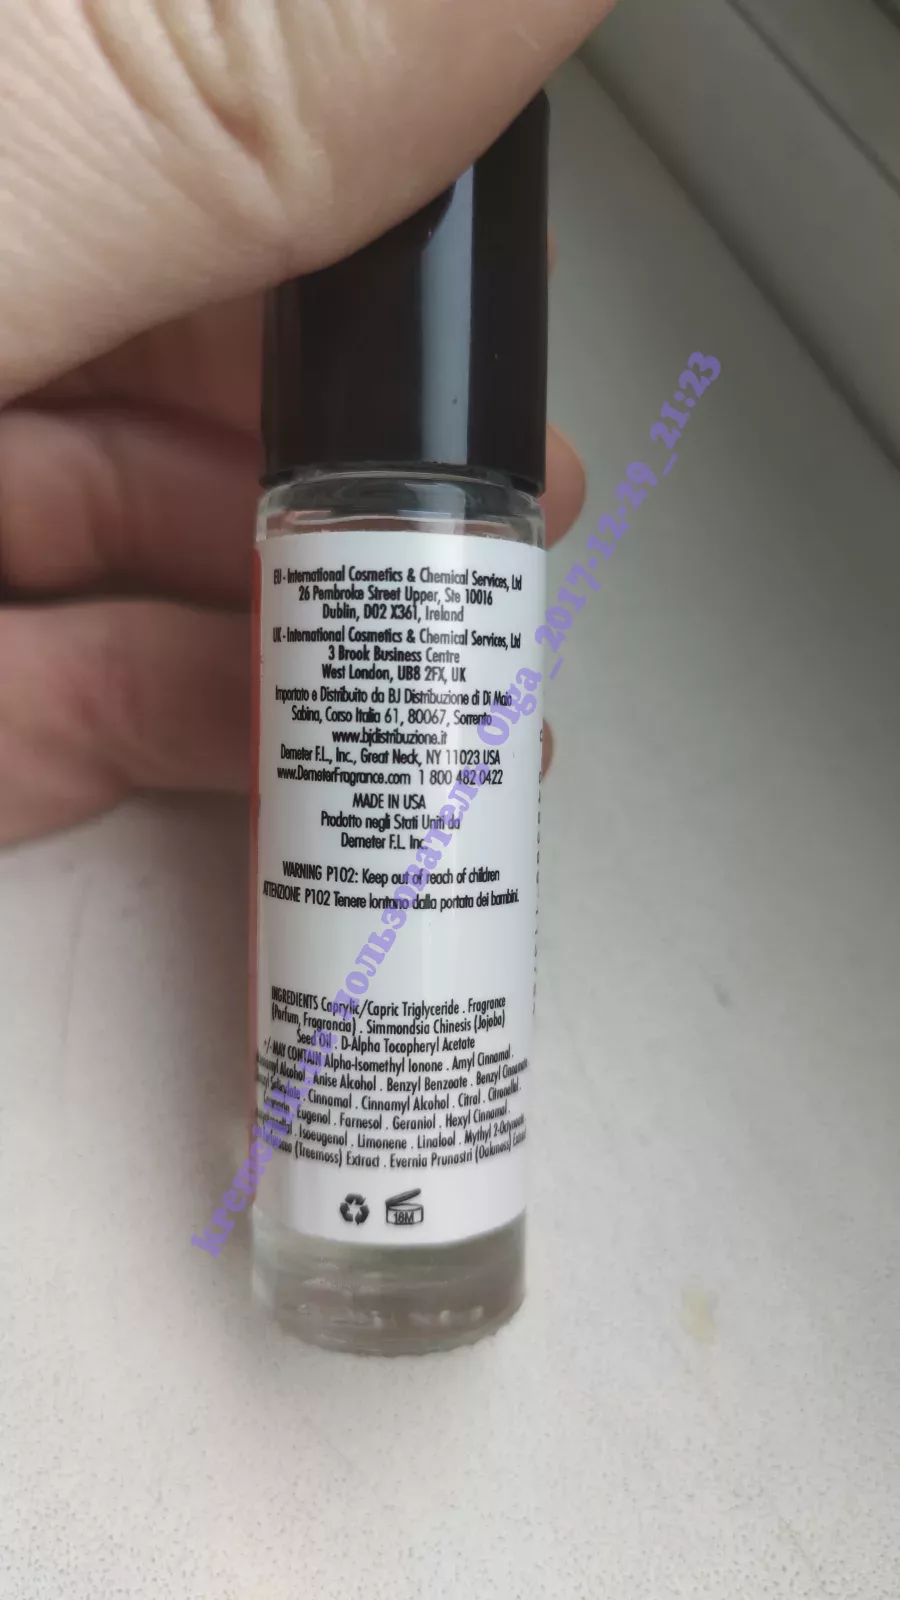 EU - International Cosmetics & Chemical Services, Ltd
26 Pembroke Street Upper, Ste 10016
Dublin, D02 X361, Ireland
UK - International Cosmetics & Chemical Services, Ltd
3 Brook Business Centre
West London, UB8 2FX, UK
Importato e Distribuito da BJ Distribuzione di Di Maio
Sabina, Corso Italia 61, 80067, Sorrento
www.bjdistribuzione.it
Demeter F.L., Inc., Great Neck, NY 11023 USA
www.DemeterFragrance.com 1 800 482 0422
MADE IN USA
Prodotto negli Stati Uniti da
Demeter F.L. Inc.
WARNING P102: Keep out of reach of children
ATTENZIONE P102 Tenere lontano dalla portata dei bambini.
INGREDIENTS Caprylic/Capric Triglyceride . Fragrance
(Parfum, Fragrancia) . Simmondsia Chinesis (Jojoba)
Seed Oil . D-Alpha Tocopheryl Acetate
+/- MAY CONTAIN Alpha-Isomethyl Ionone . Amyl Cinnamal .
Alcohol . Anise Alcohol . Benzyl Benzoate . Benzyl
Salicylate . Cinnamal . Cinnamyl Alcohol . Citral . Citronellol .
Eugenol . Farnesol . Geraniol . Hexyl Cinnamal .
. Isoeugenol . Limonene . Linalool . Mythyl
(Treemoss) Extract . Evernia Prunastri (Oakmoss) Extract
18M
kremchik.ua пользователь Olga_2017-12-29_21:23